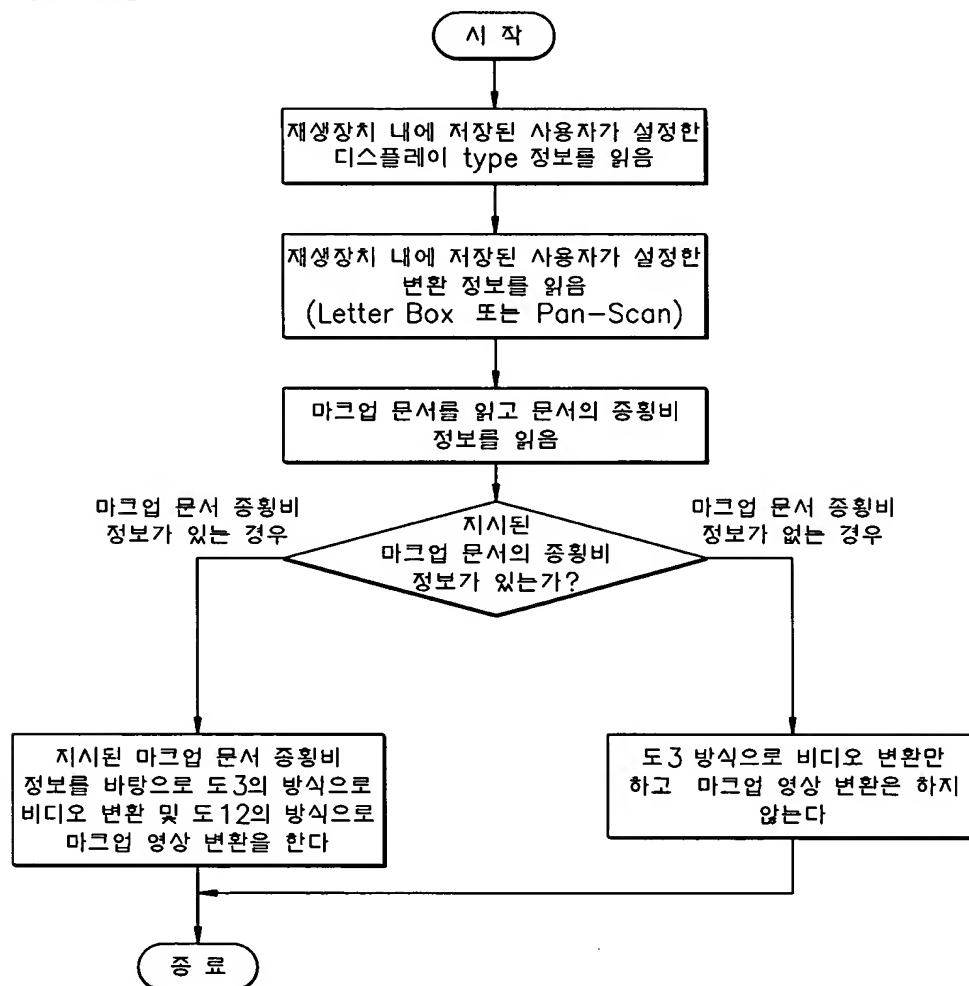 시 작
재생장치 내에 저장된 사용자가 설정한
디스플레이 type 정보를 읽음
재생장치 내에 저장된 사용자가 설정한
변환 정보를 읽음
(Letter Box 또는 Pan-Scan)
마크업 문서를 읽고 문서의 종횡비
정보를 읽음
마크업 문서 종횡비
정보가 있는 경우
지시된
마크업 문서의 종횡비
정보가 있는가?
마크업 문서 종횡비
정보가 없는 경우
지시된 마크업 문서 종횡비
정보를 바탕으로 도3의 방식으로
비디오 변환 및 도12의 방식으로
마크업 영상 변환을 한다
도3 방식으로 비디오 변환만
하고 마크업 영상 변환은 하지
않는다
종 료